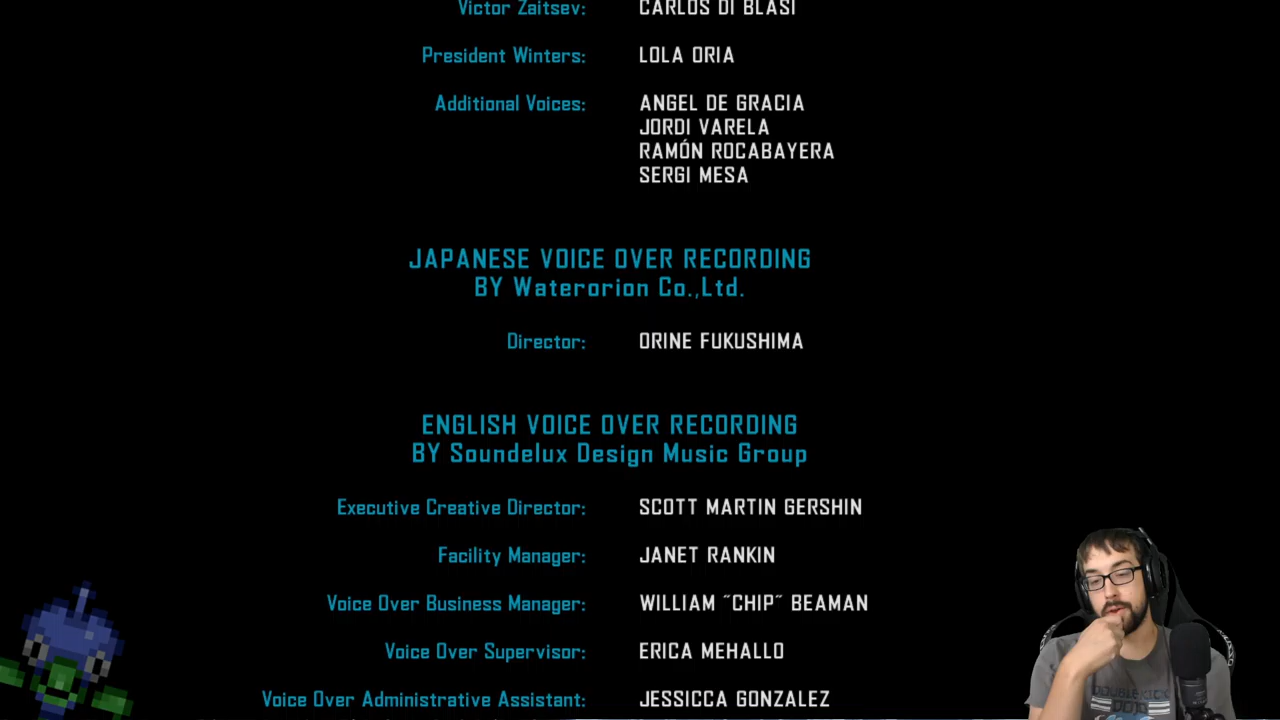 Victor Zaitsev: CARLOS DI BLASI
President Winters: LOLA ORIA
Additional Voices: ANGEL DE GRACIA
JORDI VARELA
RAMÓN ROCABAYERA
SERGI MESA
JAPANESE VOICE OVER RECORDING
BY Waterorion Co.,Ltd.
Director: ORINE FUKUSHIMA
ENGLISH VOICE OVER RECORDING
BY Soundelux Design Music Group
Executive Creative Director: SCOTT MARTIN GERSHIN
Facility Manager: JANET RANKIN
Voice Over Business Manager: WILLIAM "CHIP" BEAMAN
Voice Over Supervisor: ERICA MEHALLO
Voice Over Administrative Assistant: JESSICCA GONZALEZ
DOUBLE KICK
DOJO